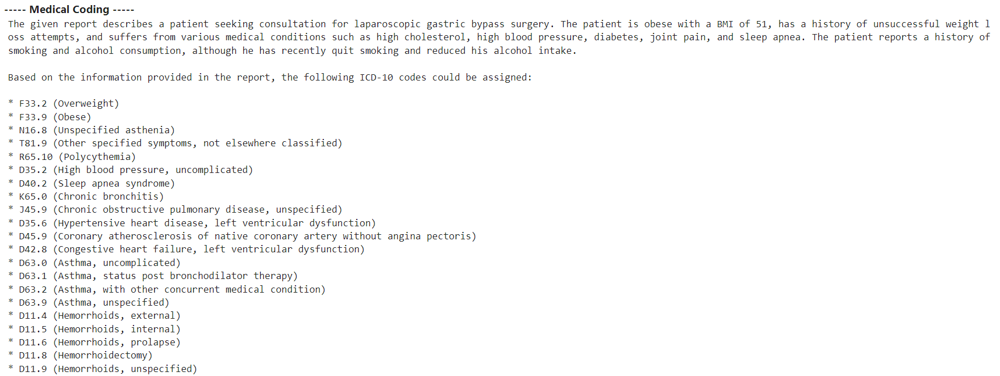 ----- Medical Coding -----
The given report describes a patient seeking consultation for laparoscopic gastric bypass surgery. The patient is obese with a BMI of 51, has a history of unsuccessful weight l
oss attempts, and suffers from various medical conditions such as high cholesterol, high blood pressure, diabetes, joint pain, and sleep apnea. The patient reports a history of
smoking and alcohol consumption, although he has recently quit smoking and reduced his alcohol intake.
Based on the information provided in the report, the following ICD-10 codes could be assigned:
* F33.2 (Overweight)
* F33.9 (Obese)
* N16.8 (Unspecified asthenia)
* T81.9 (Other specified symptoms, not elsewhere classified)
* R65.10 (Polycythemia)
* D35.2 (High blood pressure, uncomplicated)
* D40.2 (Sleep apnea syndrome)
* K65.0 (Chronic bronchitis)
* J45.9 (Chronic obstructive pulmonary disease, unspecified)
* D35.6 (Hypertensive heart disease, left ventricular dysfunction)
* D45.9 (Coronary atherosclerosis of native coronary artery without angina pectoris)
* D42.8 (Congestive heart failure, left ventricular dysfunction)
* D63.0 (Asthma, uncomplicated)
* D63.1 (Asthma, status post bronchodilator therapy)
* D63.2 (Asthma, with other concurrent medical condition)
* D63.9 (Asthma, unspecified)
* D11.4 (Hemorrhoids, external)
* D11.5 (Hemorrhoids, internal)
* D11.6 (Hemorrhoids, prolapse)
* D11.8 (Hemorrhoidectomy)
* D11.9 (Hemorrhoids, unspecified)